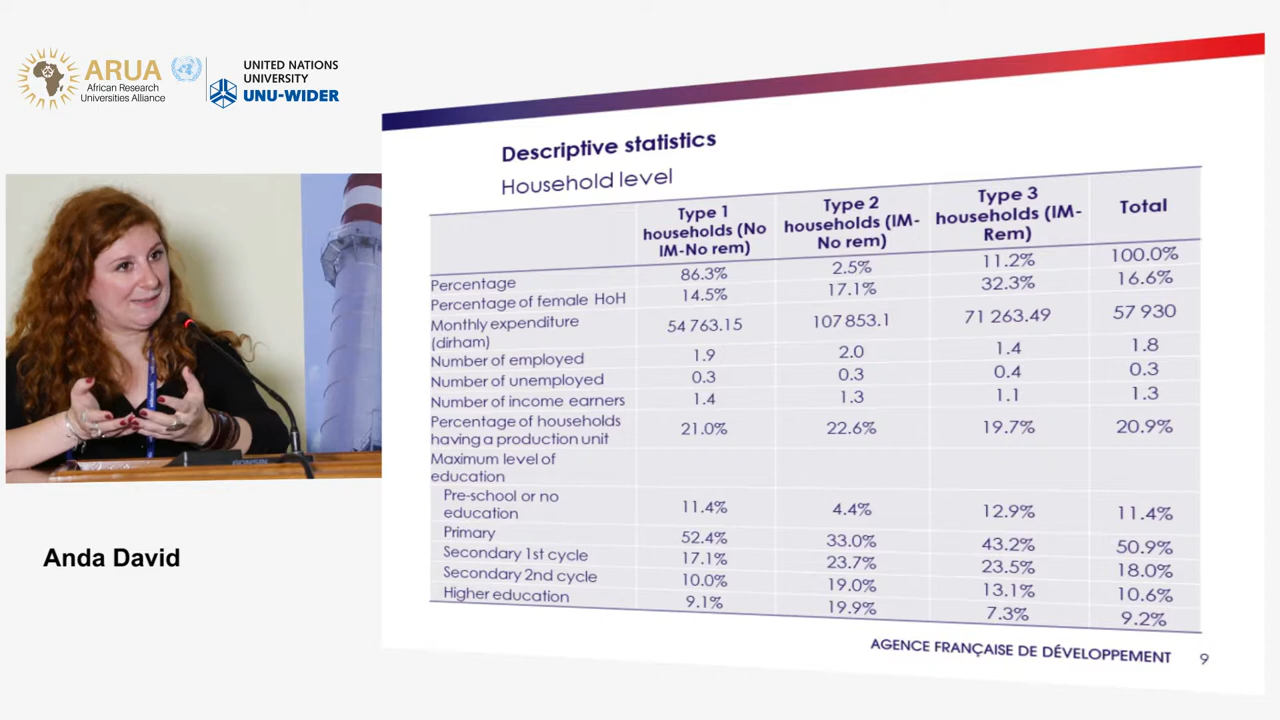 ARUA
African Research
Universities Alliance
UNITED NATIONS
UNIVERSITY
UNU-WIDER
Descriptive statistics
Household level
Type 1 households (No IM-No rem) Type 2 households (IM-No rem) Type 3 households (IM-Rem) Total
Percentage 86.3% 2.5% 11.2% 100.0%
Percentage of female HoH 14.5% 17.1% 32.3% 16.6%
Monthly expenditure (dirham) 54 763.15 107 853.1 71 263.49 57 930
Number of employed 1.9 2.0 1.4 1.8
Number of unemployed 0.3 0.3 0.4 0.3
Number of income earners 1.4 1.3 1.1 1.3
Percentage of households having a production unit 21.0% 22.6% 19.7% 20.9%
Maximum level of education
Pre-school or no education 11.4% 4.4% 12.9% 11.4%
Primary 52.4% 33.0% 43.2% 50.9%
Secondary 1st cycle 17.1% 23.7% 23.5% 18.0%
Secondary 2nd cycle 10.0% 19.0% 13.1% 10.6%
Higher education 9.1% 19.9% 7.3% 9.2%
AGENCE FRANÇAISE DE DÉVELOPPEMENT 9
GONSIN
Anda David